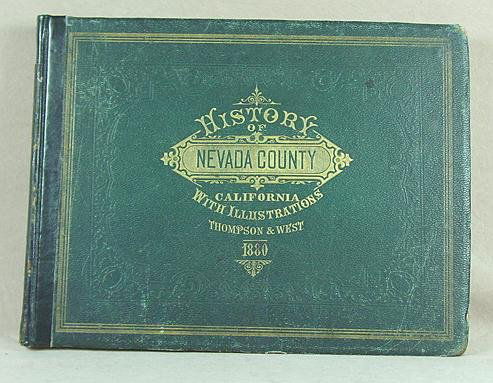 HISTORY
OF
NEVADA COUNTY
CALIFORNIA
WITH ILLUSTRATIONS
THOMPSON & WEST
1880